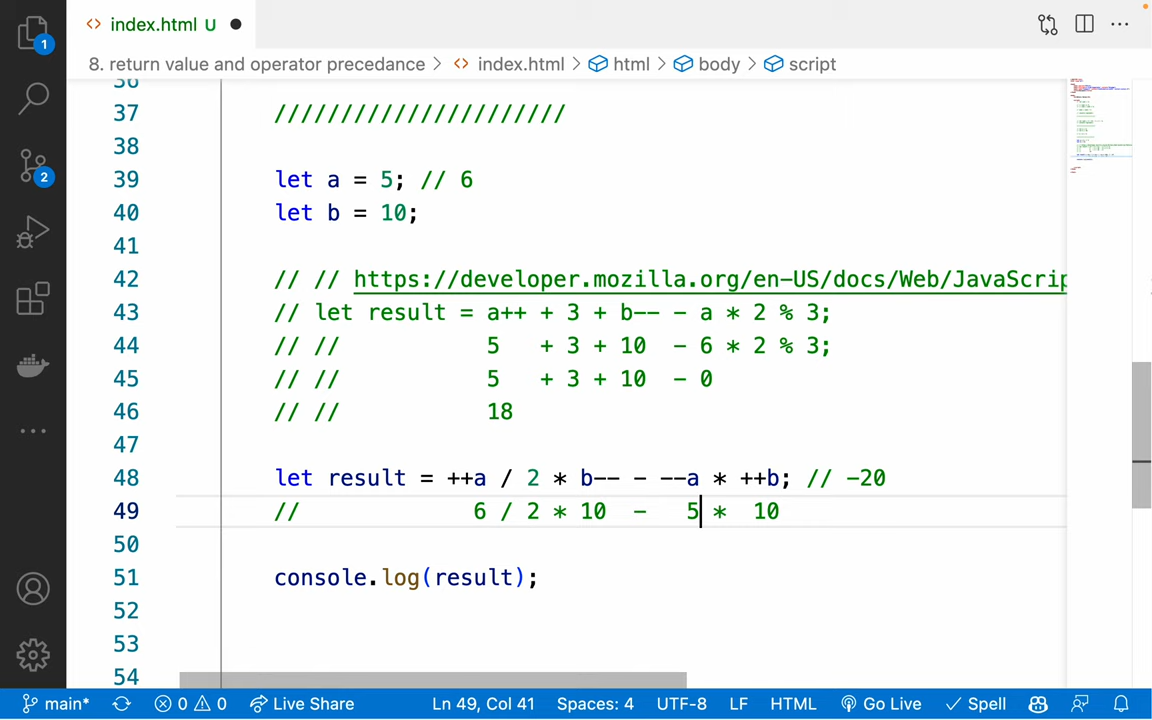 index.html U
8. return value and operator precedance > index.html > html > body > script
36
37 //////////////////////
38
39 let a = 5; // 6
40 let b = 10;
41
42 // // https://developer.mozilla.org/en-US/docs/Web/JavaScrip
43 // let result = a++ + 3 + b-- - a * 2 % 3;
44 // // 5 + 3 + 10 - 6 * 2 % 3;
45 // // 5 + 3 + 10 - 0
46 // // 18
47
48 let result = ++a / 2 * b-- - --a * ++b; // -20
49 // 6 / 2 * 10 - 5 * 10
50
51 console.log(result);
52
53
54
1
2
main* 0 0 Live Share Ln 49, Col 41 Spaces: 4 UTF-8 LF HTML Go Live Spell